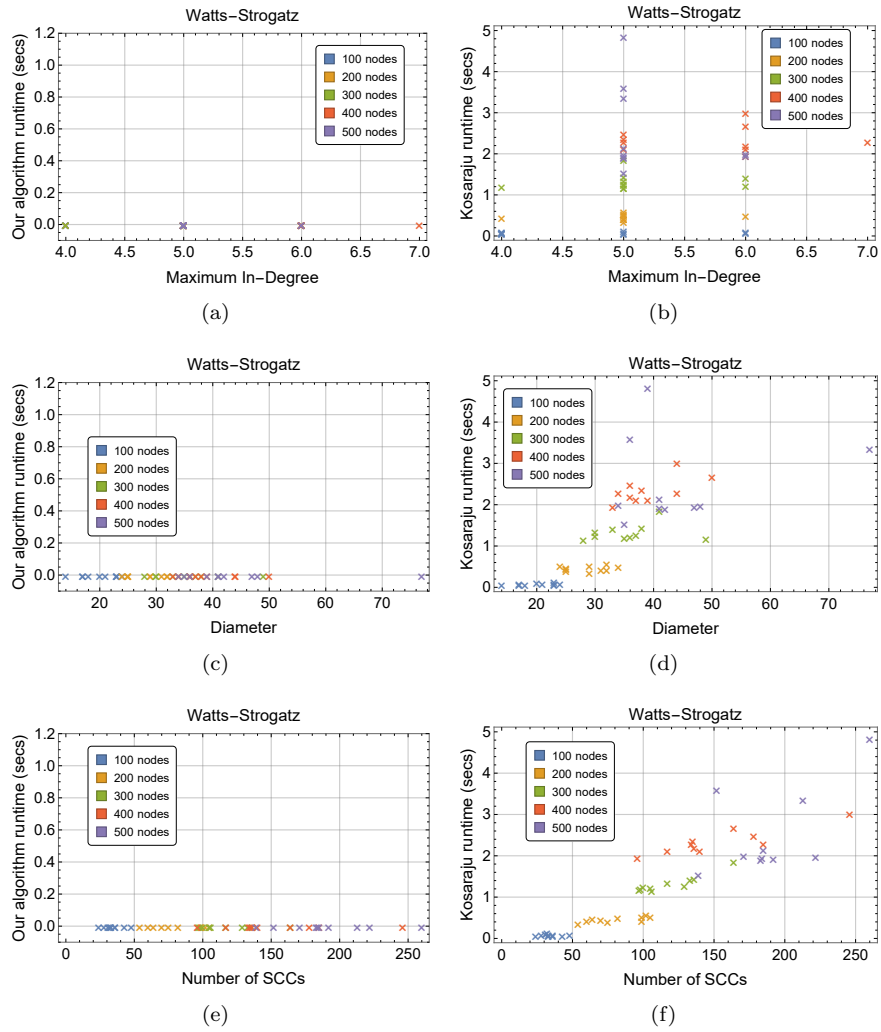 Watts−Strogatz
Our algorithm runtime (secs)
1.2
1.0
0.8
0.6
0.4
0.2
0.0
100 nodes
200 nodes
300 nodes
400 nodes
500 nodes
4.0 4.5 5.0 5.5 6.0 6.5 7.0
Maximum In−Degree
(a)
Watts−Strogatz
Kosaraju runtime (secs)
5
4
3
2
1
0
100 nodes
200 nodes
300 nodes
400 nodes
500 nodes
4.0 4.5 5.0 5.5 6.0 6.5 7.0
Maximum In−Degree
(b)
Watts−Strogatz
Our algorithm runtime (secs)
1.2
1.0
0.8
0.6
0.4
0.2
0.0
100 nodes
200 nodes
300 nodes
400 nodes
500 nodes
20 30 40 50 60 70
Diameter
(c)
Watts−Strogatz
Kosaraju runtime (secs)
5
4
3
2
1
0
100 nodes
200 nodes
300 nodes
400 nodes
500 nodes
20 30 40 50 60 70
Diameter
(d)
Watts−Strogatz
Our algorithm runtime (secs)
1.2
1.0
0.8
0.6
0.4
0.2
0.0
100 nodes
200 nodes
300 nodes
400 nodes
500 nodes
0 50 100 150 200 250
Number of SCCs
(e)
Watts−Strogatz
Kosaraju runtime (secs)
5
4
3
2
1
0
100 nodes
200 nodes
300 nodes
400 nodes
500 nodes
0 50 100 150 200 250
Number of SCCs
(f)